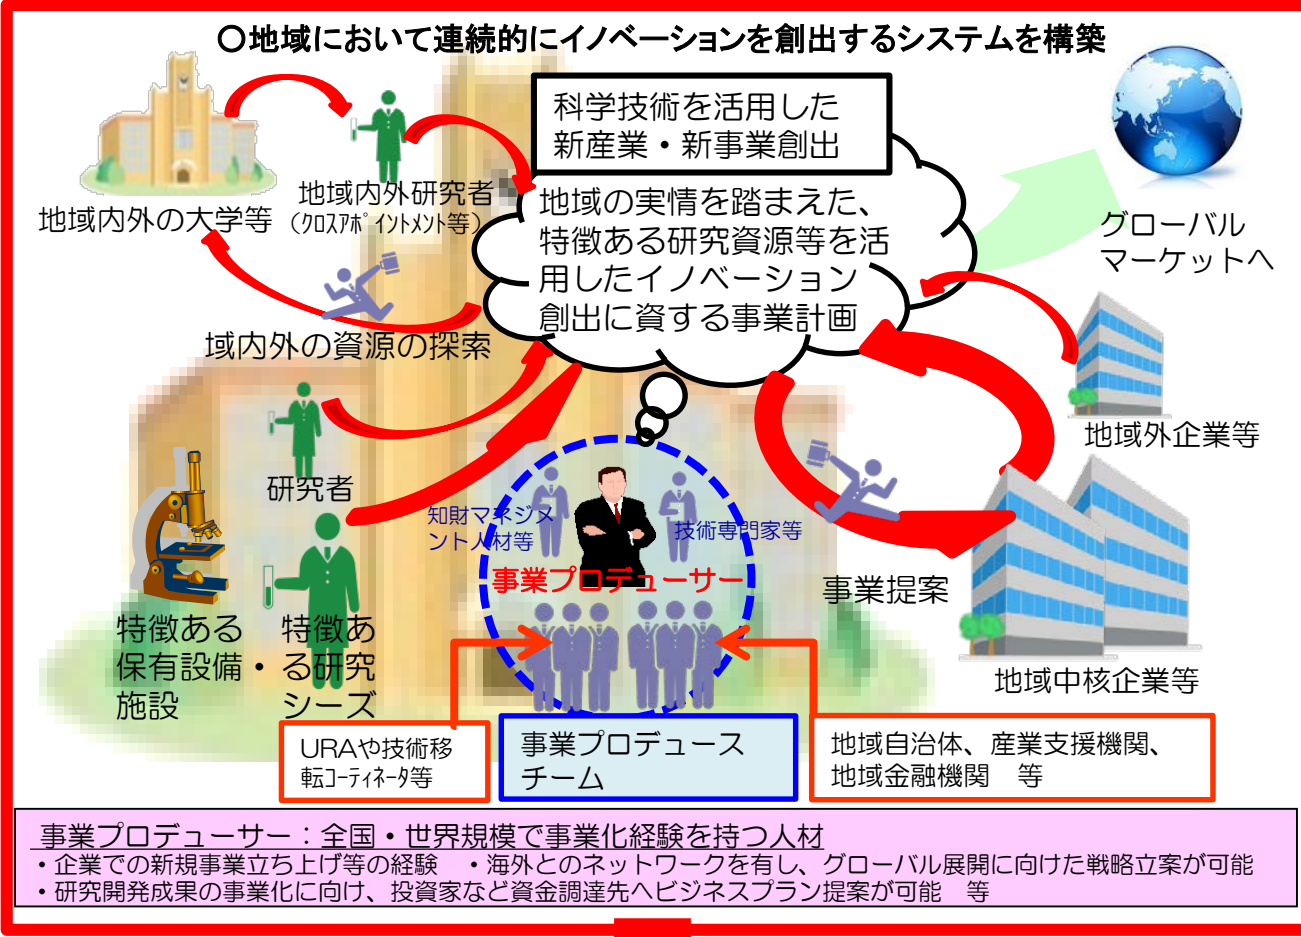 〇地域において連続的にイノベーションを創出するシステムを構築
科学技術を活用した
新産業・新事業創出
地域の実情を踏まえた、
特徴ある研究資源等を活
用したイノベーション
創出に資する事業計画
地域内外の大学等
地域内外研究者
(クロスアポイントメント等)
グローバル
マーケットへ
域内外の資源の探索
地域外企業等
研究者
知財マネジメ
ント人材等
技術専門家等
事業プロデューサー
事業提案
特徴ある
保有設備・
施設
特徴あ
る研究
シーズ
地域中核企業等
URAや技術移
転コーディネータ等
事業プロデュース
チーム
地域自治体、産業支援機関、
地域金融機関　等
事業プロデューサー：全国・世界規模で事業化経験を持つ人材
・企業での新規事業立ち上げ等の経験　・海外とのネットワークを有し、グローバル展開に向けた戦略立案が可能
・研究開発成果の事業化に向け、投資家など資金調達先へビジネスプラン提案が可能　等